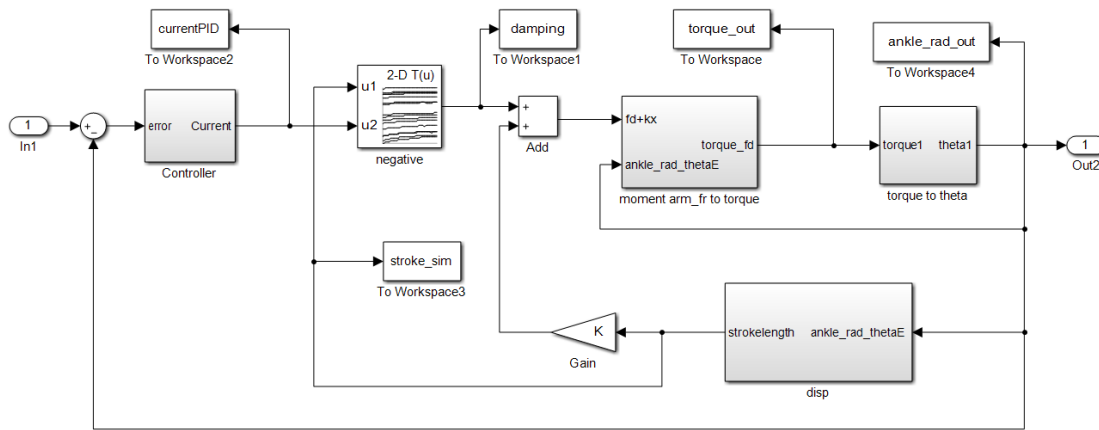 currentPID
To Workspace2
damping
To Workspace1
torque_out
To Workspace
ankle_rad_out
To Workspace4
1
In1
+
-
error
Current
Controller
u1
u2
2-D T(u)
negative
+
+
Add
fd+kx
ankle_rad_thetaE
torque_fd
moment arm_fr to torque
torque1
theta1
torque to theta
1
Out2
stroke_sim
To Workspace3
K
Gain
strokelength
ankle_rad_thetaE
disp